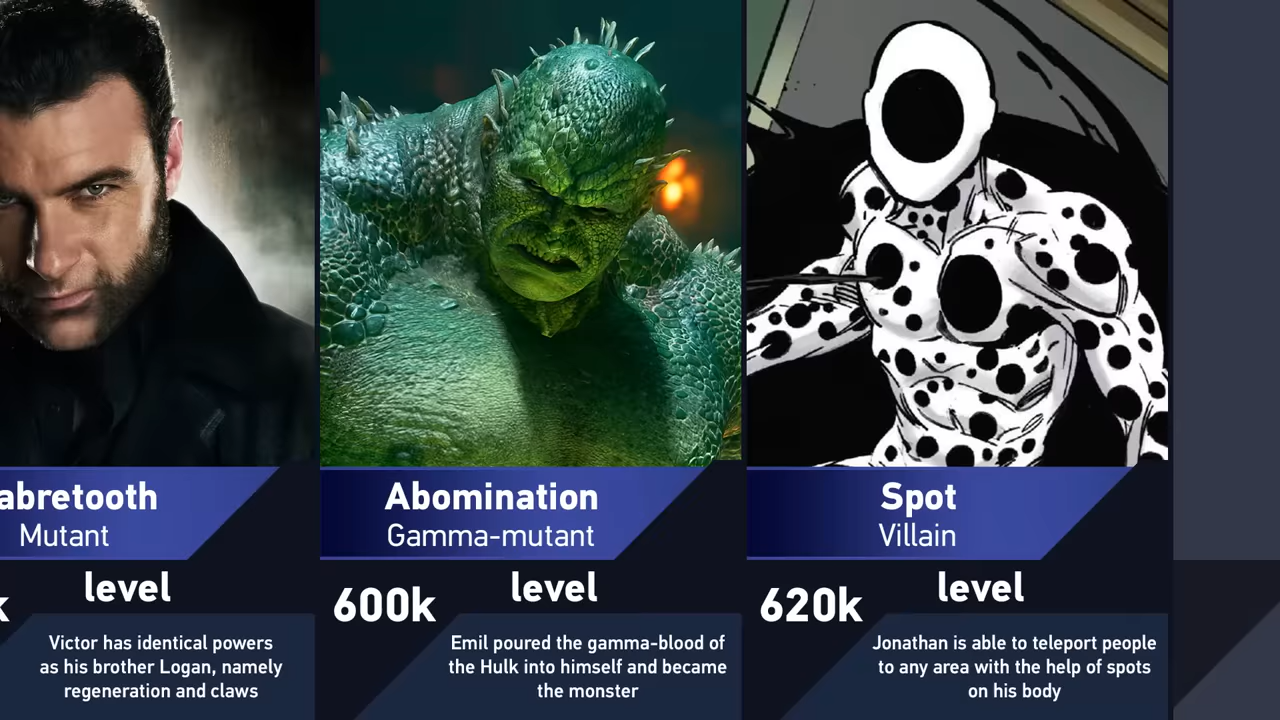 abretooth
Mutant
k
level
Victor has identical powers
as his brother Logan, namely
regeneration and claws
Abomination
Gamma-mutant
600k
level
Emil poured the gamma-blood of
the Hulk into himself and became
the monster
Spot
Villain
620k
level
Jonathan is able to teleport people
to any area with the help of spots
on his body